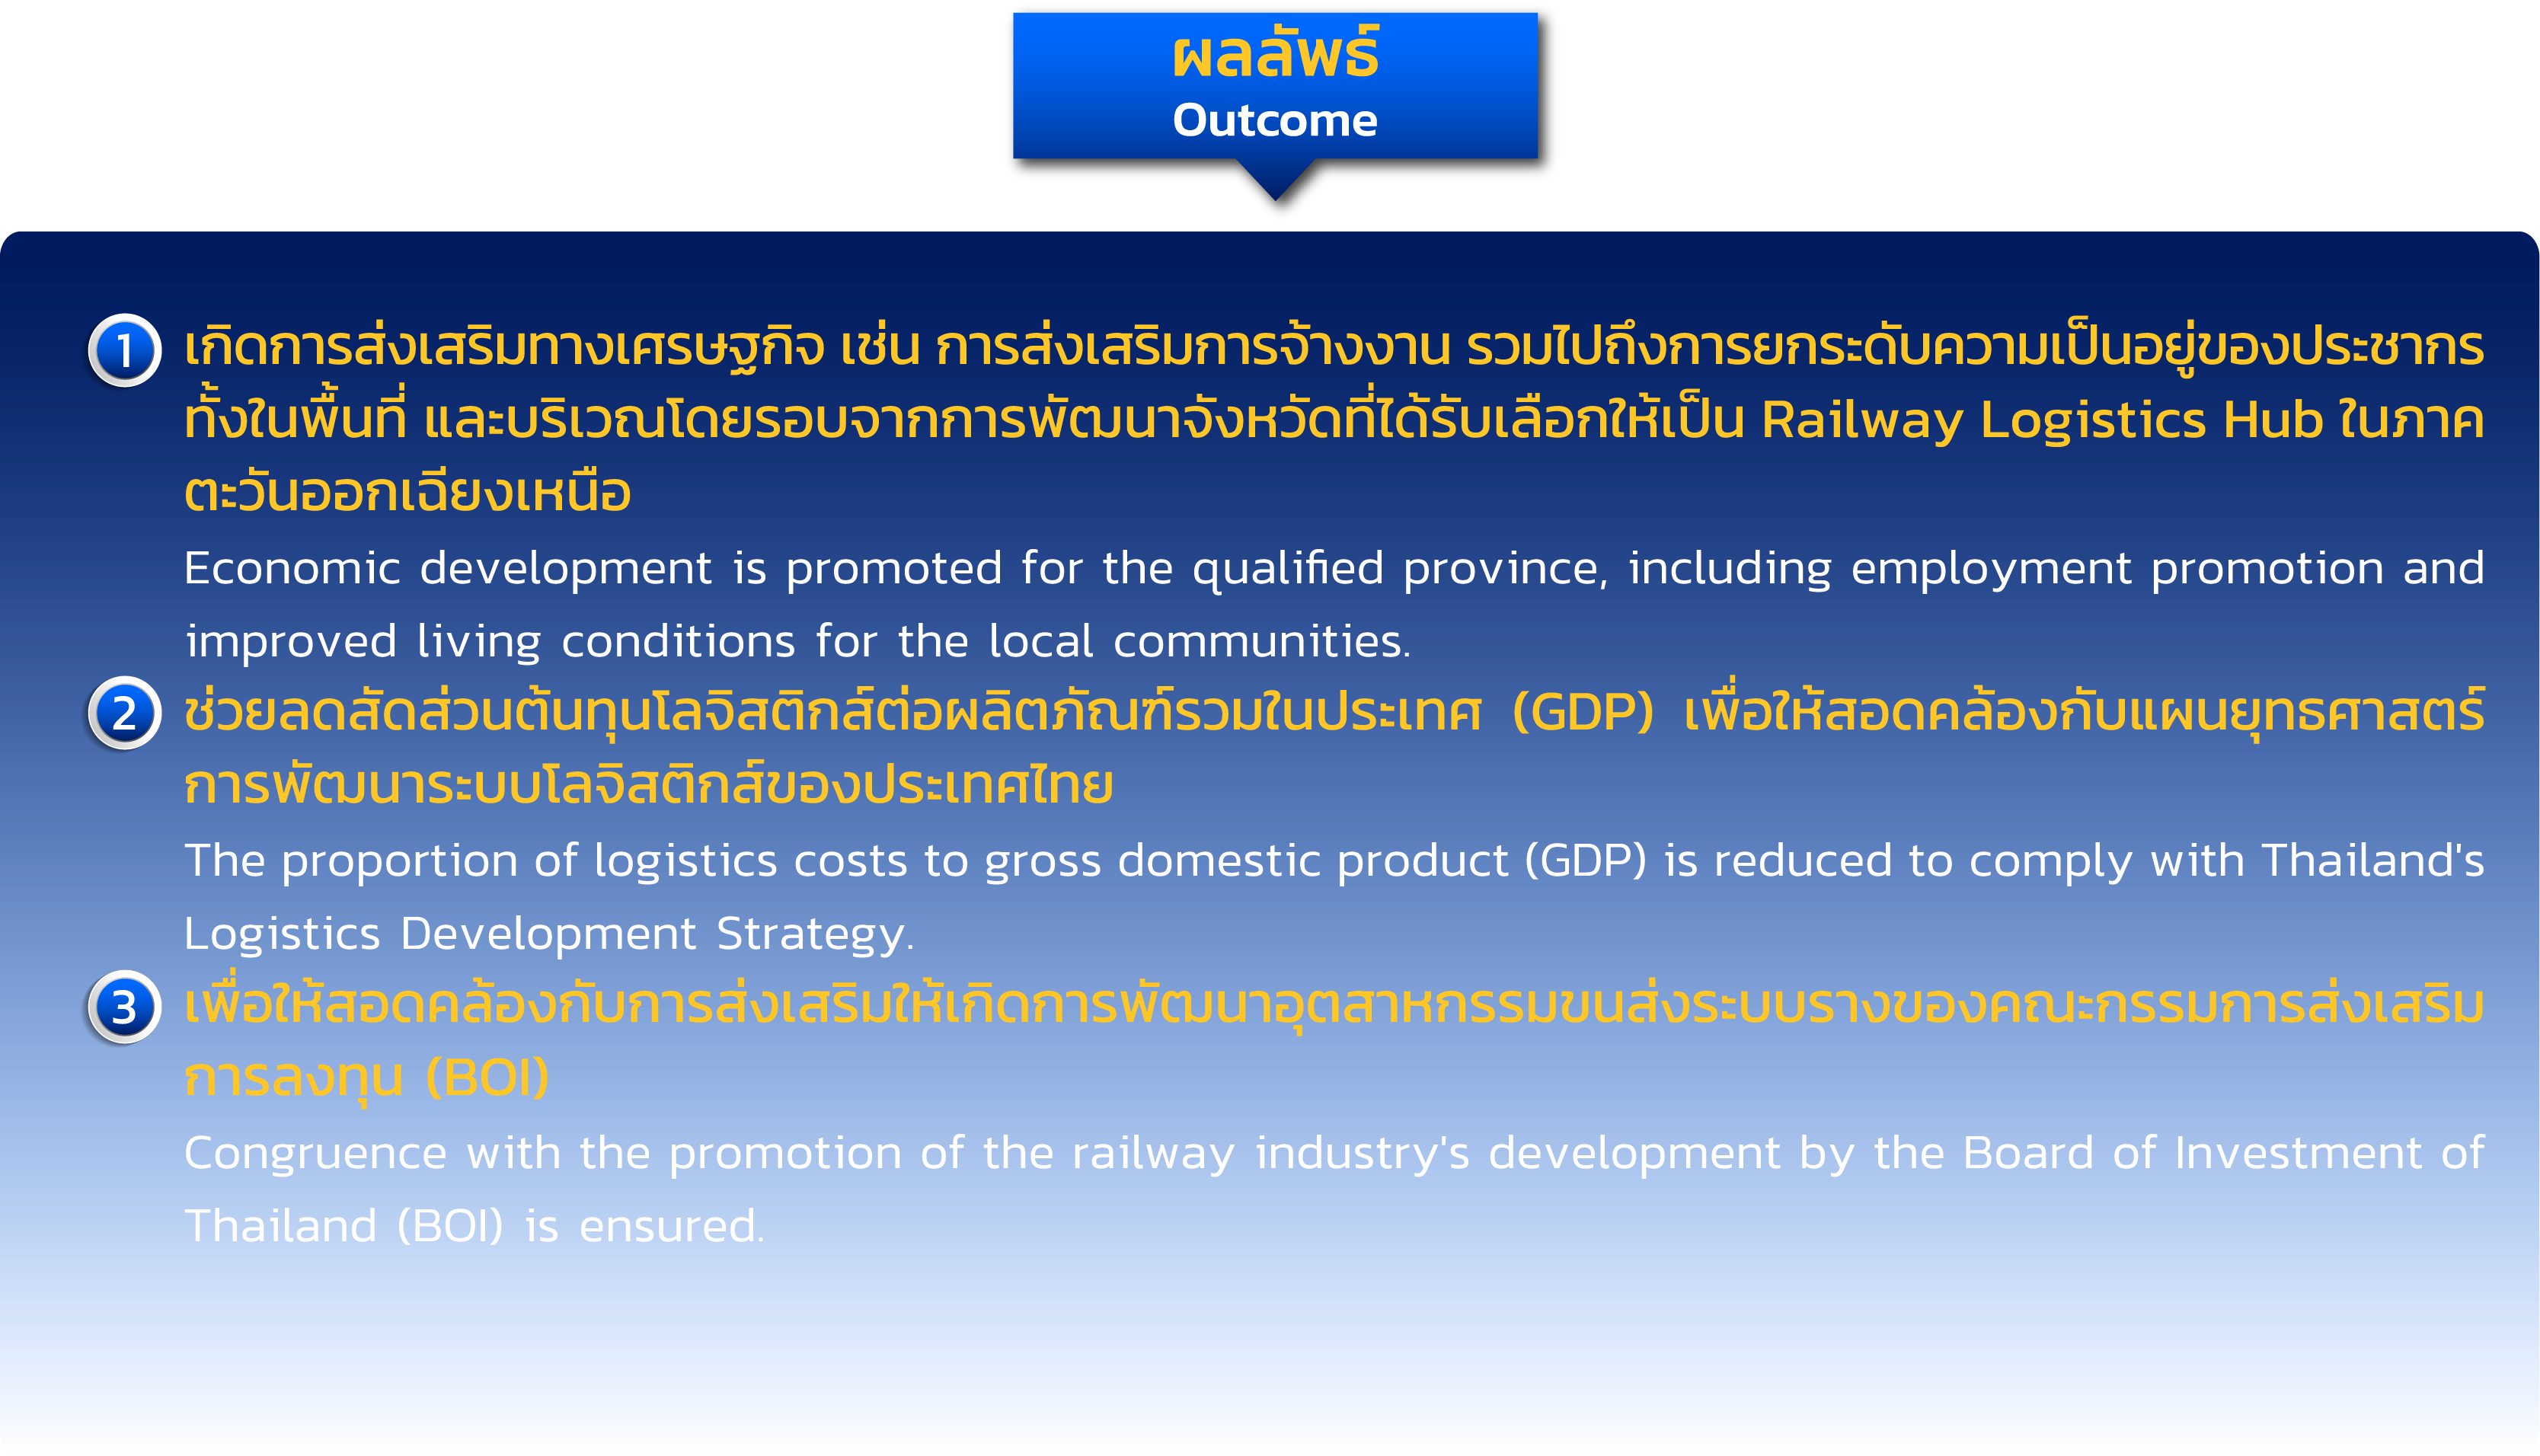 ผลลัพธ์
Outcome
1 เกิดการส่งเสริมทางเศรษฐกิจ เช่น การส่งเสริมการจ้างงาน รวมไปถึงการยกระดับความเป็นอยู่ของประชากร
ทั้งในพื้นที่ และบริเวณโดยรอบจากการพัฒนาจังหวัดที่ได้รับเลือกให้เป็น Railway Logistics Hub ในภาค
ตะวันออกเฉียงเหนือ
Economic development is promoted for the qualified province, including employment promotion and
improved living conditions for the local communities.
2 ช่วยลดสัดส่วนต้นทุนโลจิสติกส์ต่อผลิตภัณฑ์รวมในประเทศ (GDP) เพื่อให้สอดคล้องกับแผนยุทธศาสตร์
การพัฒนาระบบโลจิสติกส์ของประเทศไทย
The proportion of logistics costs to gross domestic product (GDP) is reduced to comply with Thailand's
Logistics Development Strategy.
3 เพื่อให้สอดคล้องกับการส่งเสริมให้เกิดการพัฒนาอุตสาหกรรมขนส่งระบบรางของคณะกรรมการส่งเสริม
การลงทุน (BOI)
Congruence with the promotion of the railway industry's development by the Board of Investment of
Thailand (BOI) is ensured.